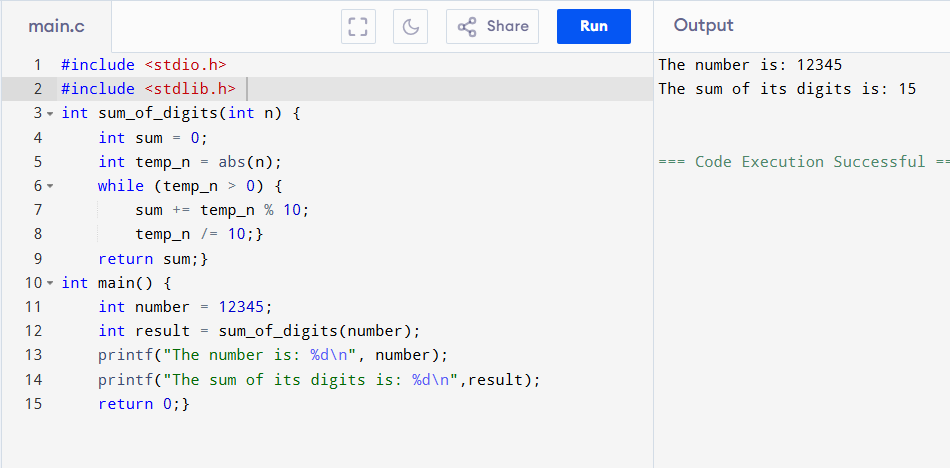 main.c
Share
Run
Output
1 #include <stdio.h>
2 #include <stdlib.h>
3 int sum_of_digits(int n) {
4     int sum = 0;
5     int temp_n = abs(n);
6     while (temp_n > 0) {
7         sum += temp_n % 10;
8         temp_n /= 10;}
9     return sum;}
10 int main() {
11     int number = 12345;
12     int result = sum_of_digits(number);
13     printf("The number is: %d\n", number);
14     printf("The sum of its digits is: %d\n",result);
15     return 0;}
The number is: 12345
The sum of its digits is: 15
=== Code Execution Successful ==